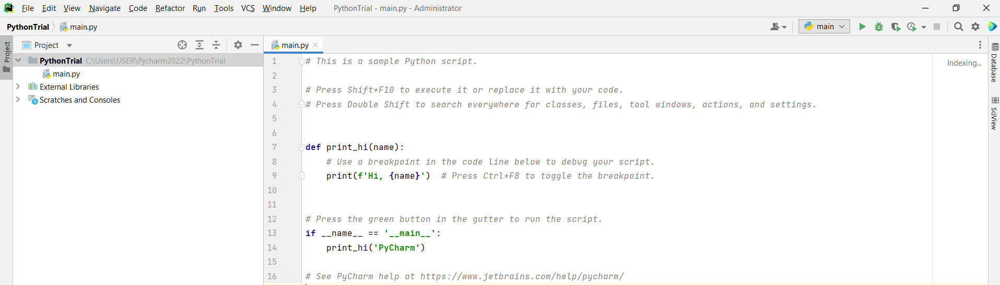 PC File Edit View Navigate Code Refactor Run Tools VCS Window Help PythonTrial - main.py - Administrator
PythonTrial main.py main
Project Project main.py
PythonTrial C:\Users\USER\Pycharm2022\PythonTrial
main.py
External Libraries
Scratches and Consoles
1 # This is a sample Python script.
Indexing...
2
3 # Press Shift+F10 to execute it or replace it with your code.
4 # Press Double Shift to search everywhere for classes, files, tool windows, actions, and settings.
5
6
7 def print_hi(name):
8 # Use a breakpoint in the code line below to debug your script.
9 print(f'Hi, {name}') # Press Ctrl+F8 to toggle the breakpoint.
10
11
12 # Press the green button in the gutter to run the script.
13 if __name__ == '__main__':
14 print_hi('PyCharm')
15
16 # See PyCharm help at https://www.jetbrains.com/help/pycharm/
Database
SciView